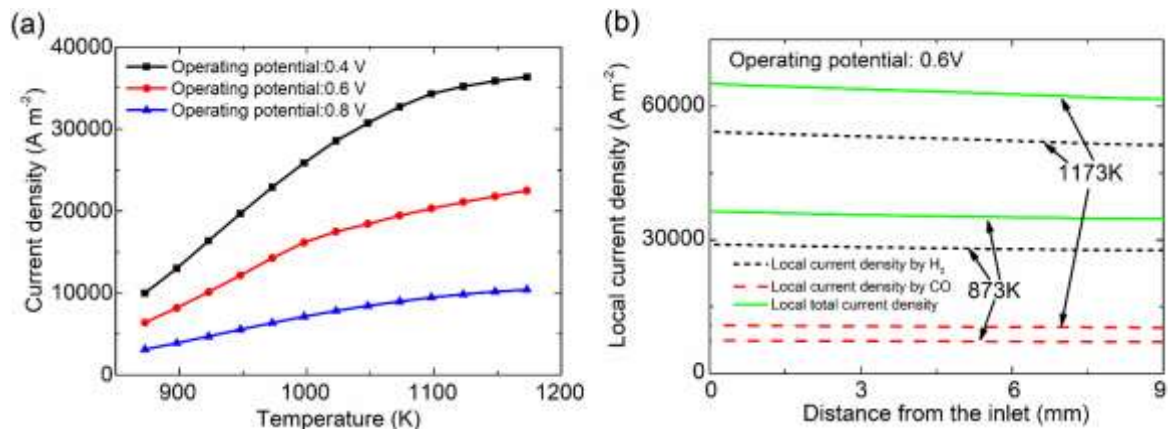 (a)
Current density (A m⁻²)
40000
30000
20000
10000
0
Operating potential:0.4 V
Operating potential:0.6 V
Operating potential:0.8 V
900
1000
1100
1200
Temperature (K)
(b)
Local current density (A m⁻²)
60000
30000
0
Operating potential: 0.6V
1173K
Local current density by H₂
Local current density by CO
873K
Local total current density
0
3
6
9
Distance from the inlet (mm)